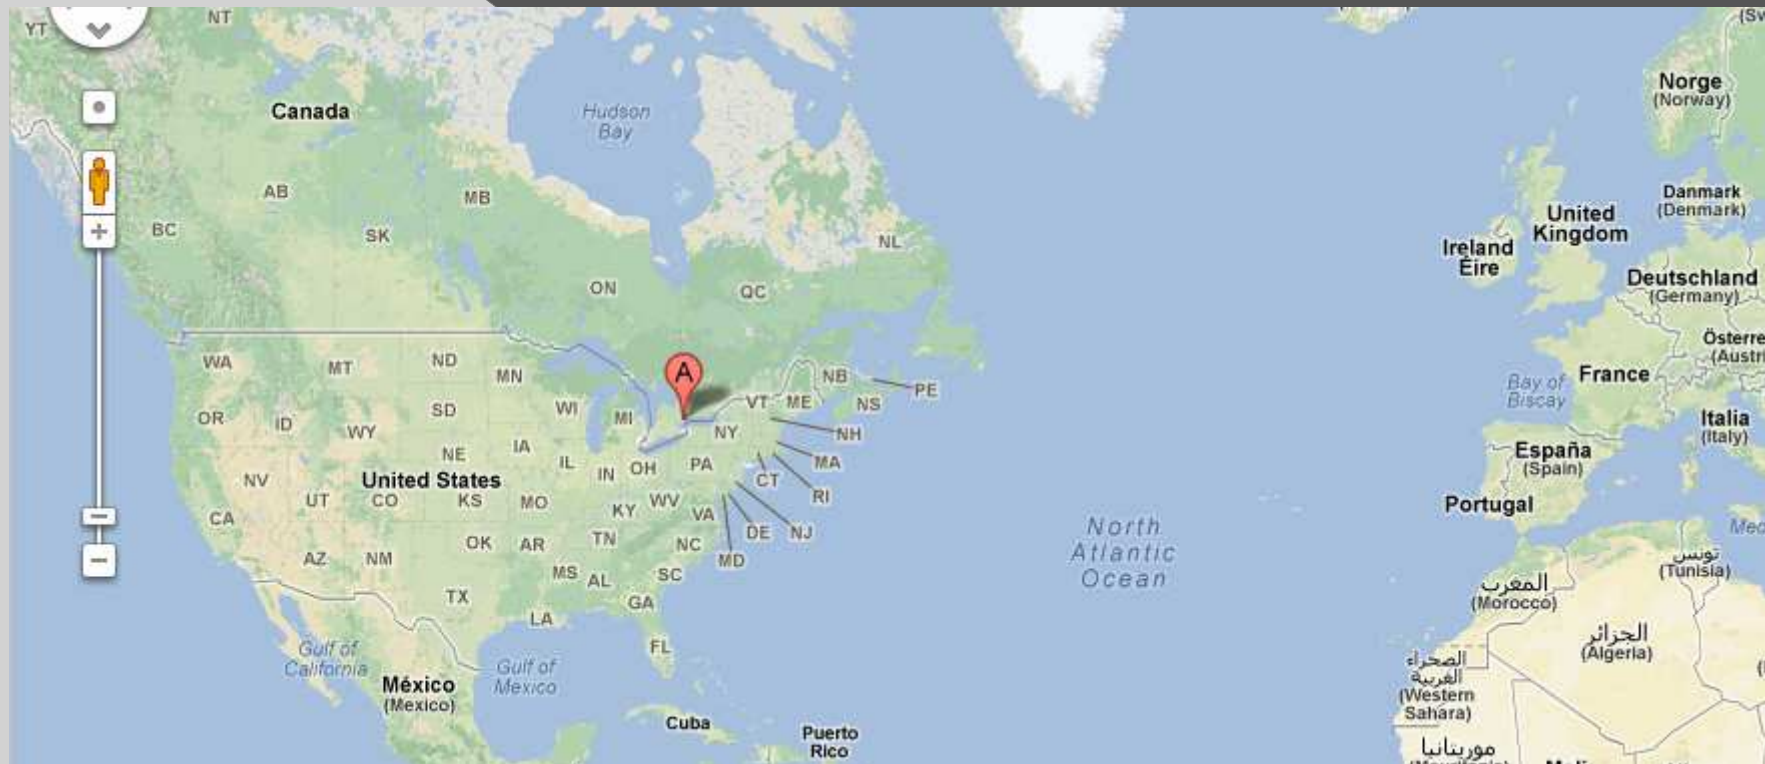 YT
NT
(Sv
Canada
Hudson
Bay
Norge
(Norway)
AB
MB
BC
SK
NL
Danmark
(Denmark)
United
Kingdom
Ireland
Éire
Deutschland
(Germany)
ON
QC
Österre
(Austri
WA
MT
ND
MN
A
NB
PE
Bay of
Biscay
France
OR
ID
WY
SD
WI
MI
VT
ME
NS
NY
NH
Italia
(Italy)
España
(Spain)
NE
IA
IL
IN
OH
PA
MA
CT
RI
NV
UT
United States
CO
KS
MO
KY
WV
VA
DE
NJ
Portugal
CA
North
Atlantic
Ocean
Med
AZ
NM
OK
AR
TN
NC
MD
تونس
(Tunisia)
المغرب
(Morocco)
TX
MS
AL
SC
GA
LA
FL
الجزائر
(Algeria)
Gulf of
California
Gulf of
Mexico
México
(Mexico)
الصحراء
الغربية
(Western
Sahara)
Cuba
Puerto
Rico
موريتانيا